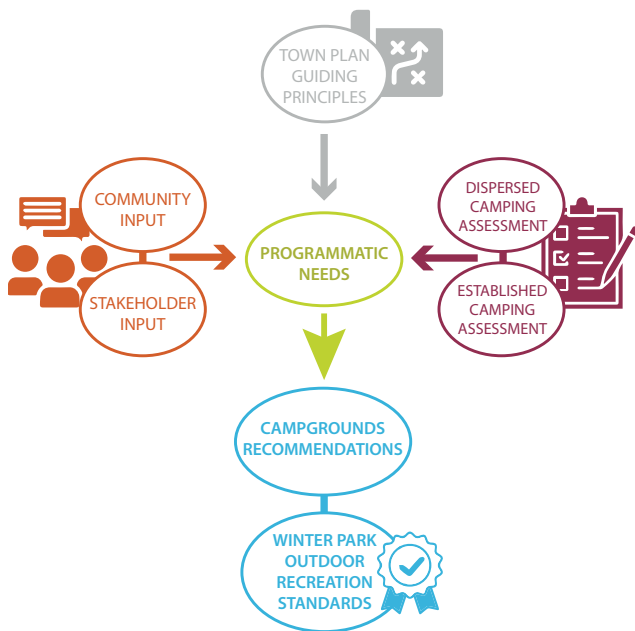 TOWN PLAN
GUIDING
PRINCIPLES
COMMUNITY
INPUT
STAKEHOLDER
INPUT
PROGRAMMATIC
NEEDS
DISPERSED
CAMPING
ASSESSMENT
ESTABLISHED
CAMPING
ASSESSMENT
CAMPGROUNDS
RECOMMENDATIONS
WINTER PARK
OUTDOOR
RECREATION
STANDARDS